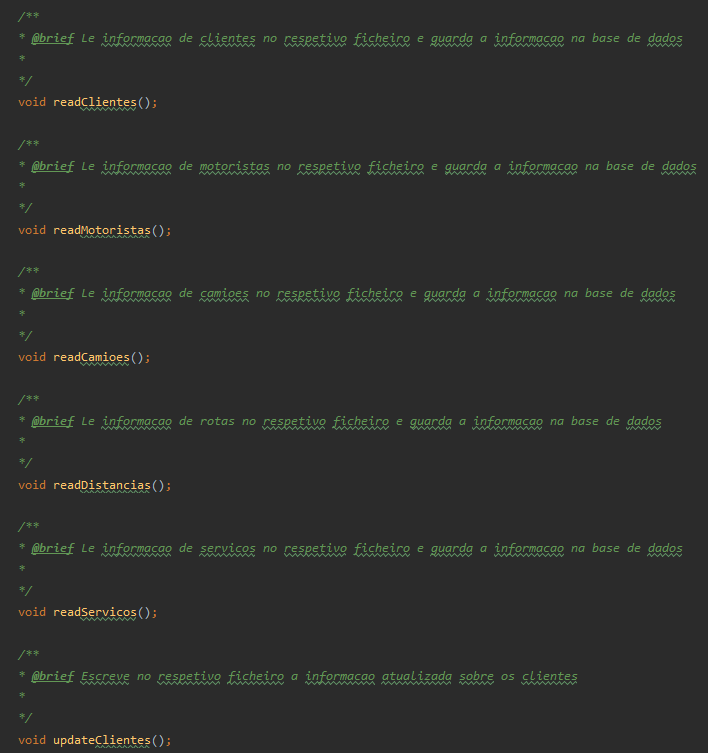 /**
* @brief Le informacao de clientes no respetivo ficheiro e guarda a informacao na base de dados
*
*/
void readClientes();
/**
* @brief Le informacao de motoristas no respetivo ficheiro e guarda a informacao na base de dados
*
*/
void readMotoristas();
/**
* @brief Le informacao de camioes no respetivo ficheiro e guarda a informacao na base de dados
*
*/
void readCamioes();
/**
* @brief Le informacao de rotas no respetivo ficheiro e guarda a informacao na base de dados
*
*/
void readDistancias();
/**
* @brief Le informacao de servicos no respetivo ficheiro e guarda a informacao na base de dados
*
*/
void readServicos();
/**
* @brief Escreve no respetivo ficheiro a informacao atualizada sobre os clientes
*
*/
void updateClientes();